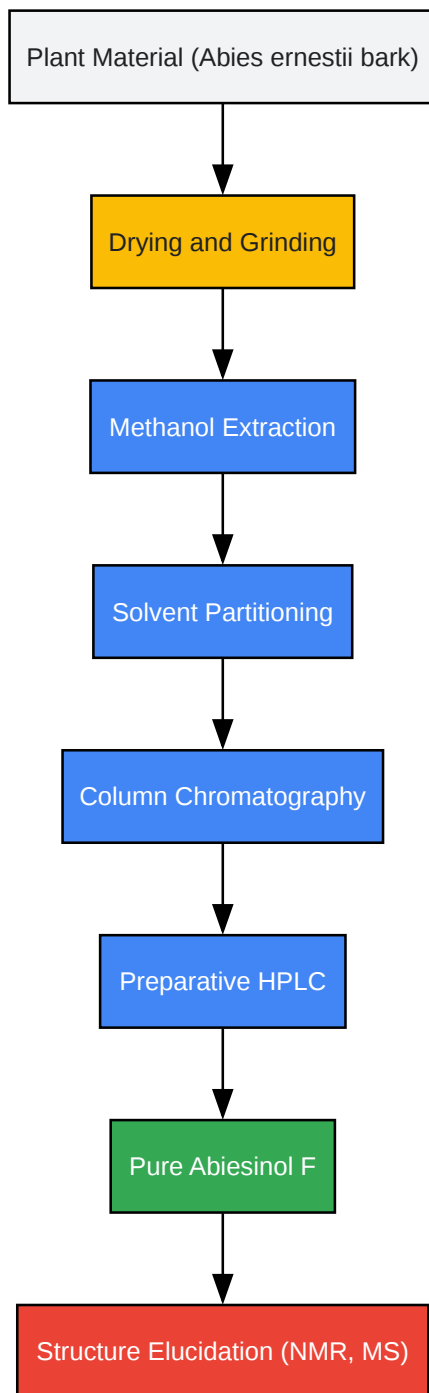 Plant Material (Abies ernestii bark)
Drying and Grinding
Methanol Extraction
Solvent Partitioning
Column Chromatography
Preparative HPLC
Pure Abiesinol F
Structure Elucidation (NMR, MS)